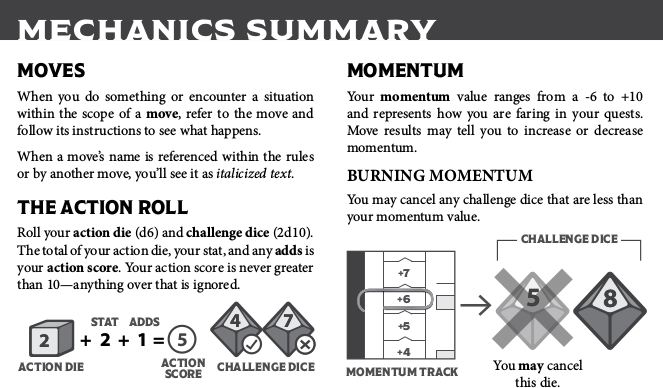 MECHANICS SUMMARY
MOVES
When you do something or encounter a situation
within the scope of a move, refer to the move and
follow its instructions to see what happens.
When a move's name is referenced within the rules
or by another move, you'll see it as italicized text.
THE ACTION ROLL
Roll your action die (d6) and challenge dice (2d10).
The total of your action die, your stat, and any adds is
your action score. Your action score is never greater
than 10—anything over that is ignored.
STAT ADDS
2 + 2 + 1 = 5
4 7
ACTION DIE
ACTION
SCORE
CHALLENGE DICE
MOMENTUM
Your momentum value ranges from a -6 to +10
and represents how you are faring in your quests.
Move results may tell you to increase or decrease
momentum.
BURNING MOMENTUM
You may cancel any challenge dice that are less than
your momentum value.
CHALLENGE DICE
+7
+6
+5
+4
5 8
MOMENTUM TRACK
You may cancel
this die.